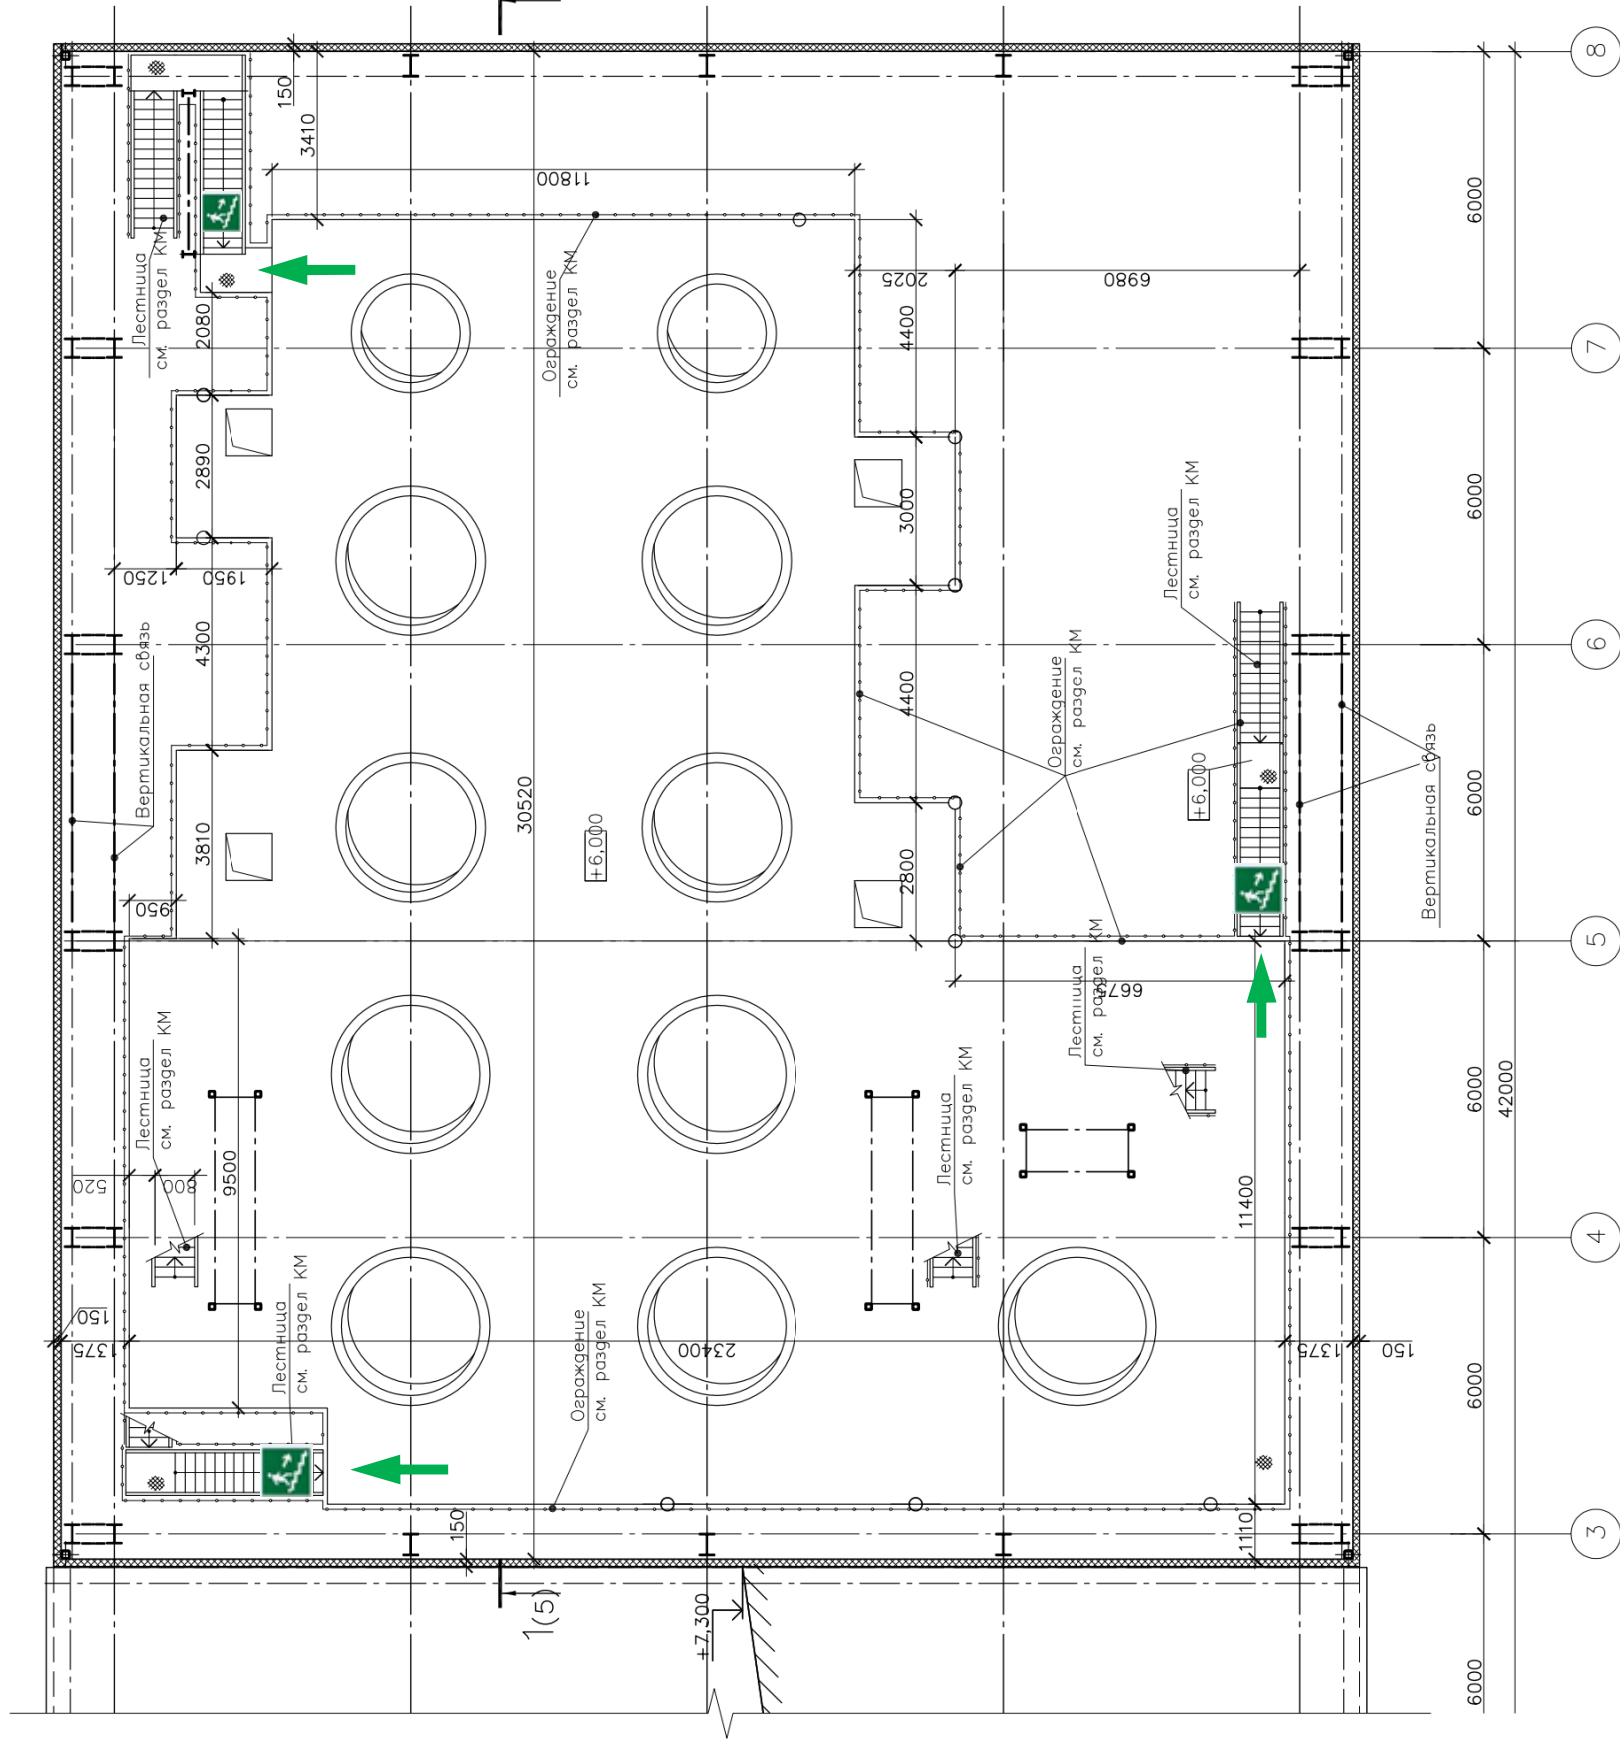 8
7
6
5
4
3
150
3410
11800
Лестница
см. раздел КМ
2080
Ограждение
см. раздел КМ
2025
6980
4400
6000
2890
3000
Лестница
см. раздел КМ
6000
1250
1950
4300
Вертикальная связь
4400
Ограждение
см. раздел КМ
+6,000
6000
Вертикальная связь
30520
+6,000
3810
2800
950
6675
Лестница
см. раздел КМ
Лестница
см. раздел КМ
Лестница
см. раздел КМ
6000
42000
520
800
9500
11400
150
1375
Лестница
см. раздел КМ
Ограждение
см. раздел КМ
23400
1375
150
6000
150
1110
1(5)
+7,300
6000